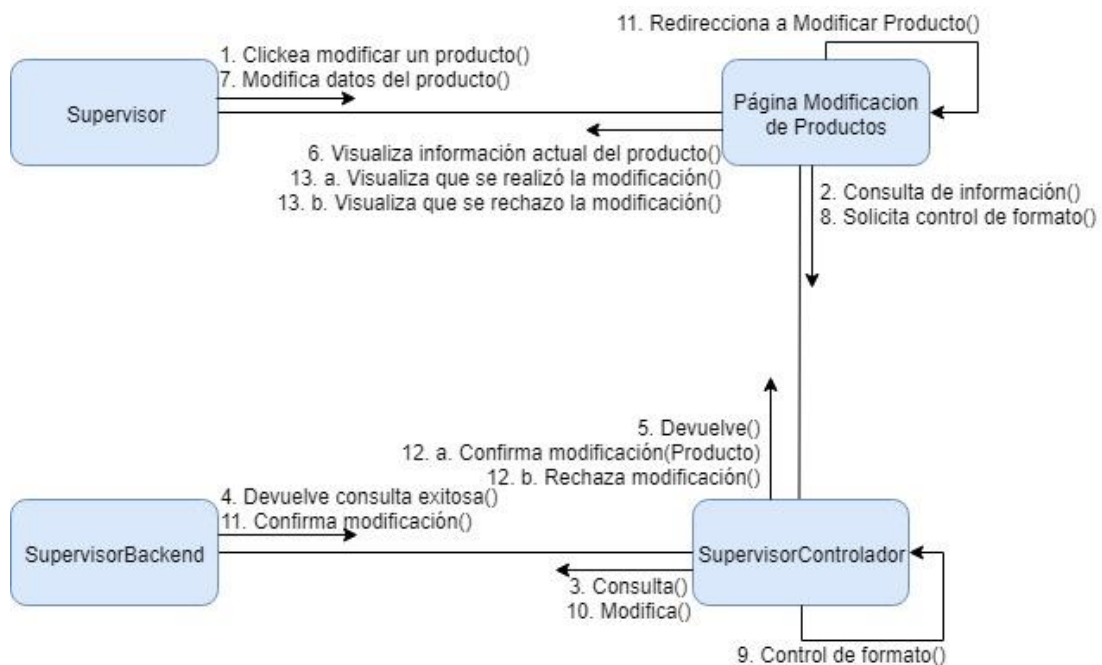 11. Redirecciona a Modificar Producto()
1. Clickea modificar un producto()
7. Modifica datos del producto()
Supervisor
Página Modificacion
de Productos
6. Visualiza información actual del producto()
13. a. Visualiza que se realizó la modificación()
13. b. Visualiza que se rechazo la modificación()
2. Consulta de información()
8. Solicita control de formato()
5. Devuelve()
12. a. Confirma modificación(Producto)
12. b. Rechaza modificación()
4. Devuelve consulta exitosa()
11. Confirma modificación()
SupervisorBackend
SupervisorControlador
3. Consulta()
10. Modifica()
9. Control de formato()